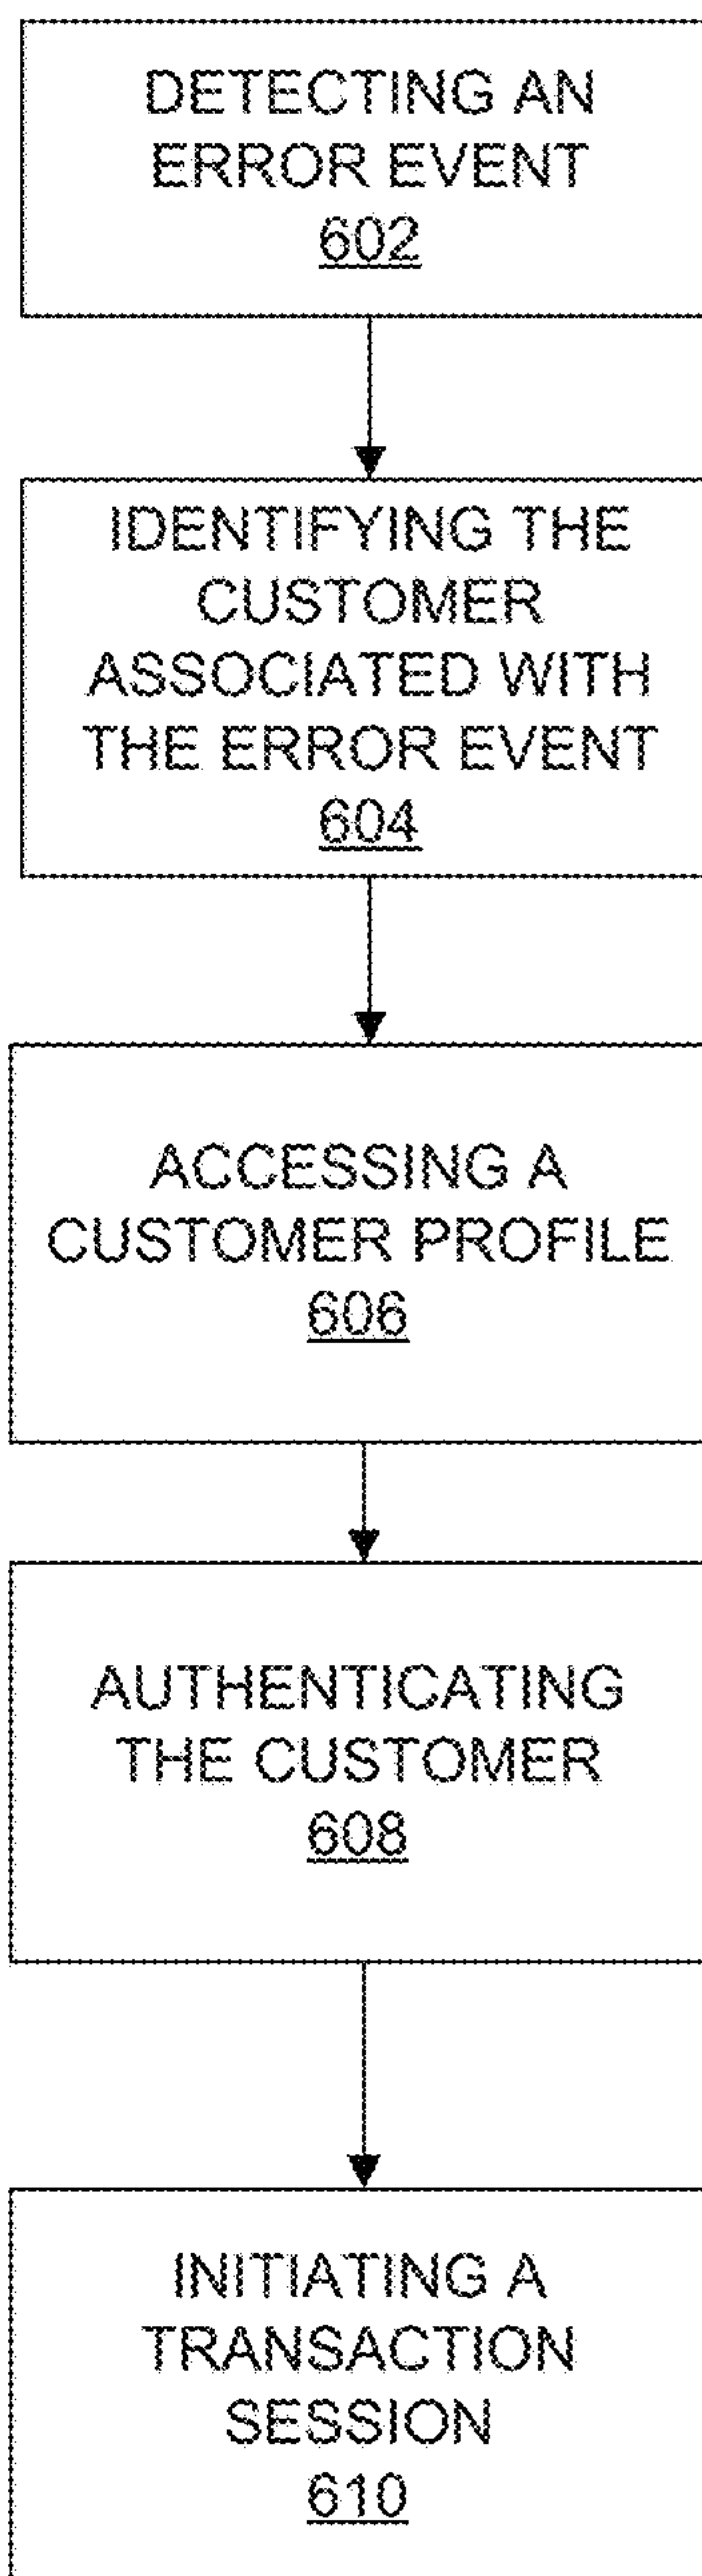 DETECTING AN
ERROR EVENT
602
IDENTIFYING THE
CUSTOMER
ASSOCIATED WITH
THE ERROR EVENT
604
ACCESSING A
CUSTOMER PROFILE
606
AUTHENTICATING
THE CUSTOMER
608
INITIATING A
TRANSACTION
SESSION
610